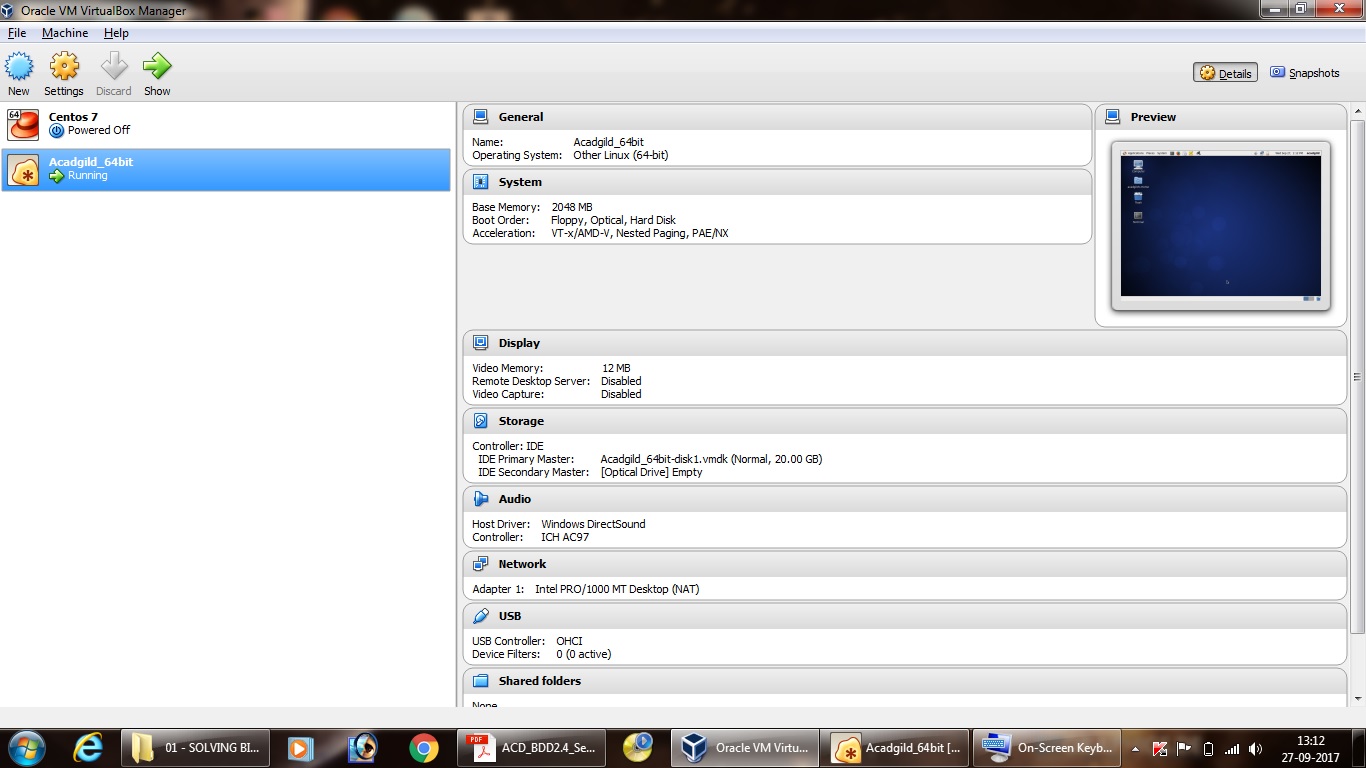 Oracle VM VirtualBox Manager
File Machine Help
New Settings Discard Show
Details Snapshots
64
Centos 7
Powered Off
Acadgild_64bit
Running
General
Name: Acadgild_64bit
Operating System: Other Linux (64-bit)
Preview
System
Base Memory: 2048 MB
Boot Order: Floppy, Optical, Hard Disk
Acceleration: VT-x/AMD-V, Nested Paging, PAE/NX
Display
Video Memory: 12 MB
Remote Desktop Server: Disabled
Video Capture: Disabled
Storage
Controller: IDE
IDE Primary Master: Acadgild_64bit-disk1.vmdk (Normal, 20.00 GB)
IDE Secondary Master: [Optical Drive] Empty
Audio
Host Driver: Windows DirectSound
Controller: ICH AC97
Network
Adapter 1: Intel PRO/1000 MT Desktop (NAT)
USB
USB Controller: OHCI
Device Filters: 0 (0 active)
Shared folders
None
01 - SOLVING BI...
PDF
ACD_BDD2.4_Se...
Oracle VM Virtu...
Acadgild_64bit [...
On-Screen Keyb...
13:12
27-09-2017